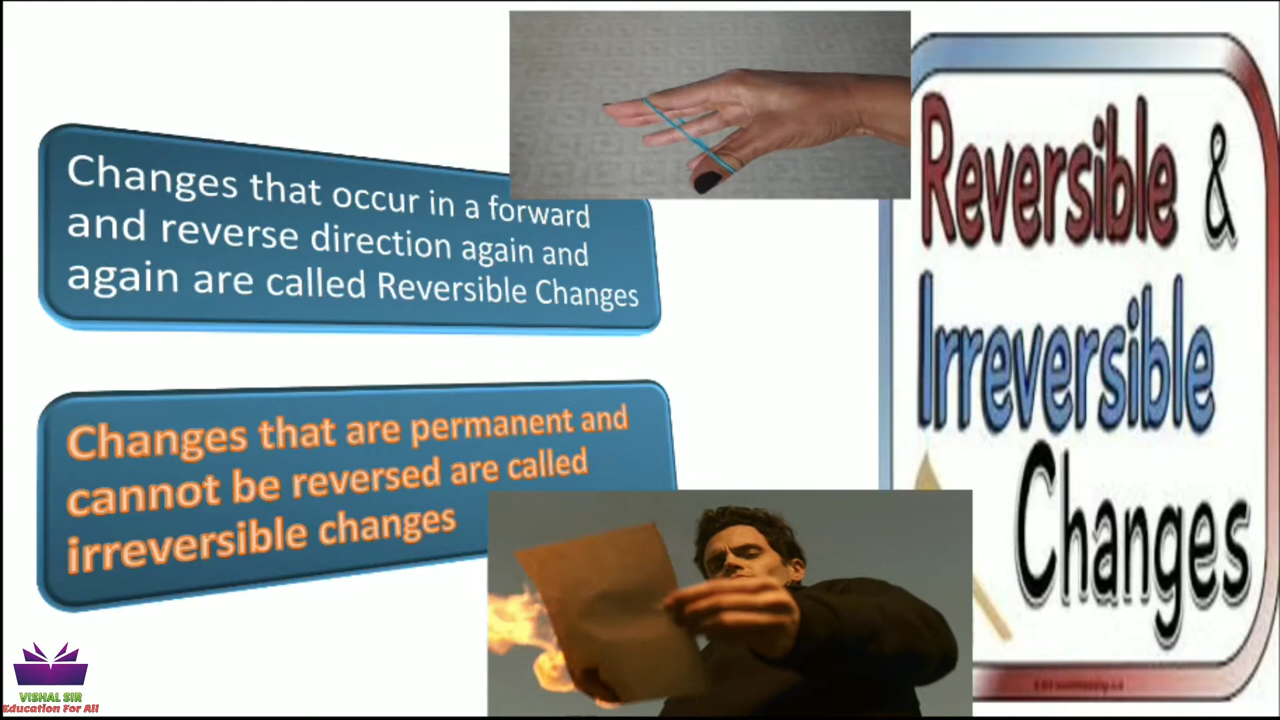 Changes that occur in a forward
and reverse direction again and
again are called Reversible Changes
Changes that are permanent and
cannot be reversed are called
irreversible changes
Reversible &
Irreversible
Changes
VISHAL SIR
Education For All